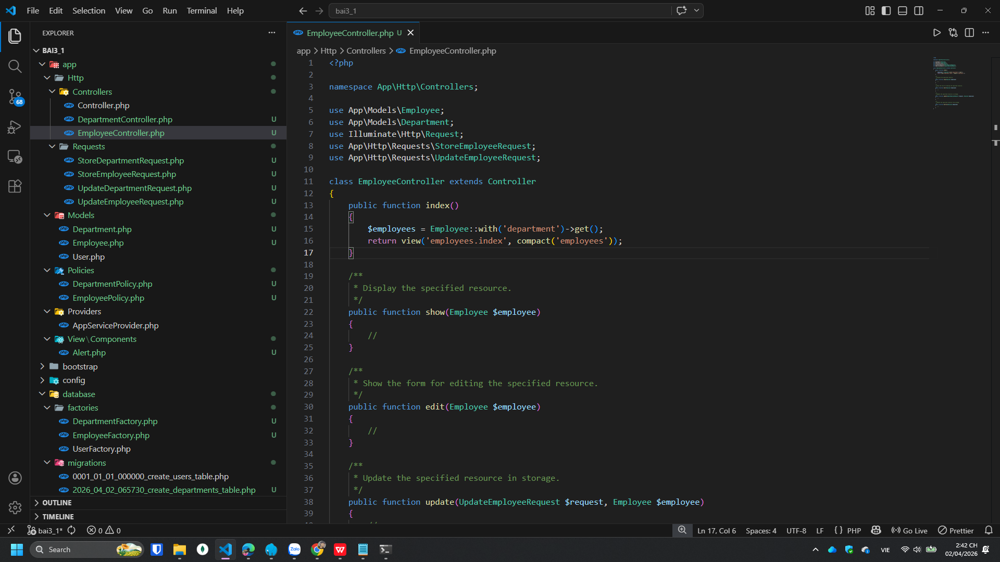 File Edit Selection View Go Run Terminal Help
bai3_1
EXPLORER
BAI3_1
app
Http
Controllers
Controller.php
DepartmentController.php U
EmployeeController.php U
Requests
StoreDepartmentRequest.php U
StoreEmployeeRequest.php U
UpdateDepartmentRequest.php U
UpdateEmployeeRequest.php U
Models
Department.php U
Employee.php U
User.php
Policies
DepartmentPolicy.php U
EmployeePolicy.php U
Providers
AppServiceProvider.php
View\Components
Alert.php U
bootstrap
config
database
factories
DepartmentFactory.php U
EmployeeFactory.php U
UserFactory.php
migrations
0001_01_01_000000_create_users_table.php
2026_04_02_065730_create_departments_table.php U
OUTLINE
TIMELINE
68
php EmployeeController.php U
app > Http > Controllers > php EmployeeController.php
1 <?php
2
3 namespace App\Http\Controllers;
4
5 use App\Models\Employee;
6 use App\Models\Department;
7 use Illuminate\Http\Request;
8 use App\Http\Requests\StoreEmployeeRequest;
9 use App\Http\Requests\UpdateEmployeeRequest;
10
11 class EmployeeController extends Controller
12 {
13 public function index()
14 {
15 $employees = Employee::with('department')->get();
16 return view('employees.index', compact('employees'));
17 }
18
19 /**
20 * Display the specified resource.
21 */
22 public function show(Employee $employee)
23 {
24 //
25 }
26
27 /**
28 * Show the form for editing the specified resource.
29 */
30 public function edit(Employee $employee)
31 {
32 //
33 }
34
35 /**
36 * Update the specified resource in storage.
37 */
38 public function update(UpdateEmployeeRequest $request, Employee $employee)
39 {
bai3_1* 0 0
Ln 17, Col 6 Spaces: 4 UTF-8 LF {} PHP Go Live Prettier
Search
Zalo
VIE
2:42 CH
02/04/2026